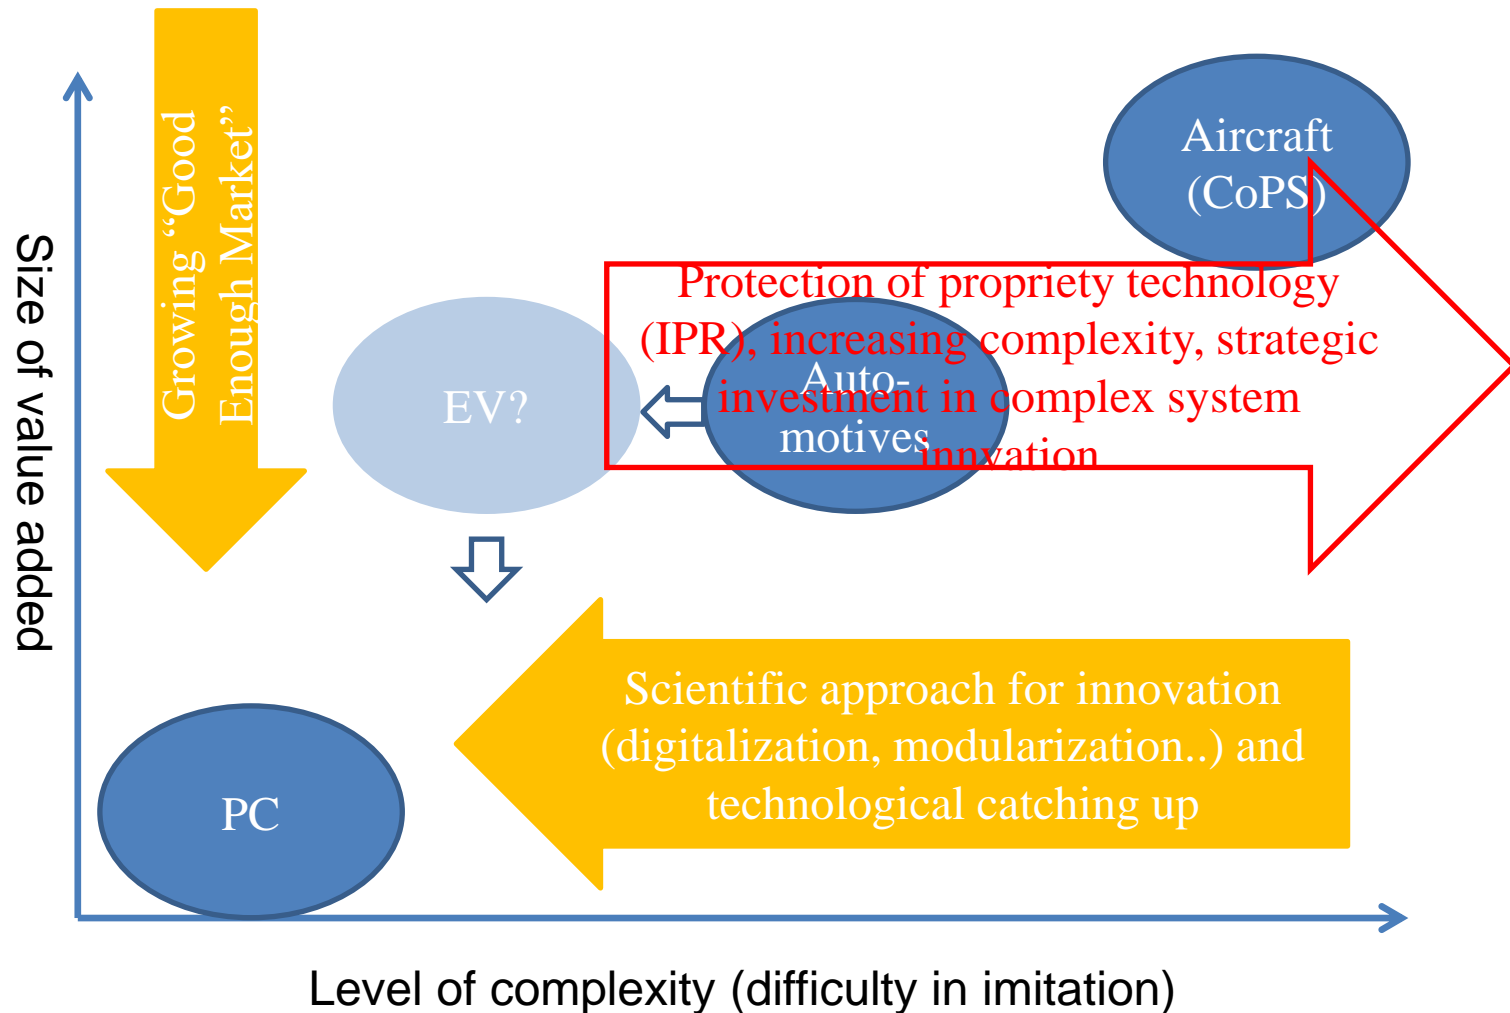 Growing “Good
Enough Market”
Aircraft
(CoPS)
Size of value added
Protection of propriety technology
(IPR), increasing complexity, strategic
investment in complex system
innvation
EV?
Auto-
motives
Scientific approach for innovation
(digitalization, modularization..) and
technological catching up
PC
Level of complexity (difficulty in imitation)